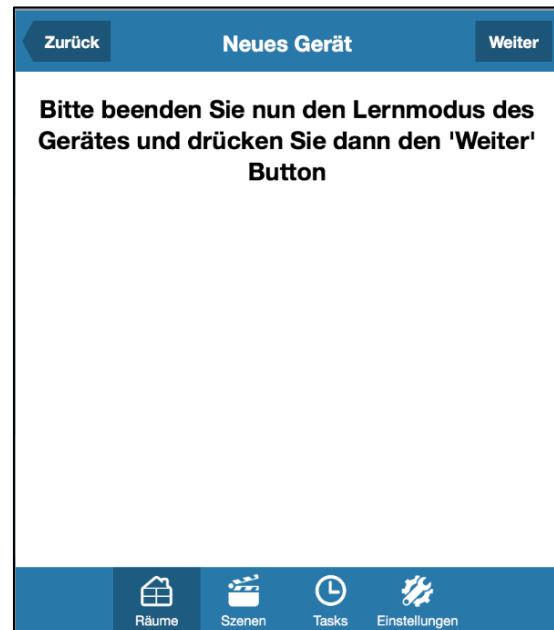 Zurück
Neues Gerät
Weiter
Bitte beenden Sie nun den Lernmodus des
Gerätes und drücken Sie dann den 'Weiter'
Button
Räume
Szenen
Tasks
Einstellungen